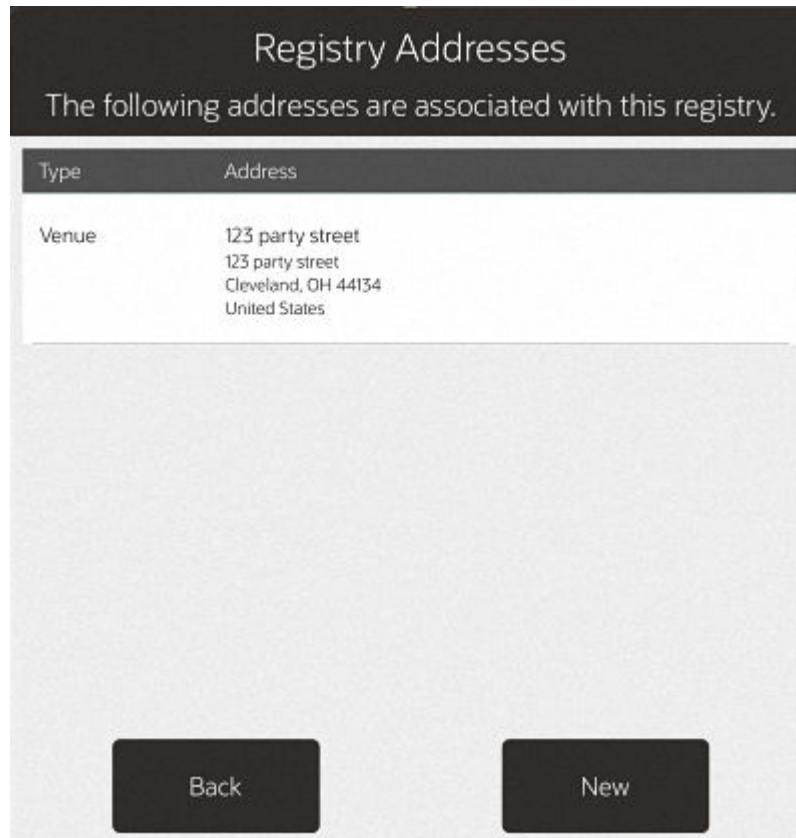 Registry Addresses
The following addresses are associated with this registry.
Type Address
Venue 123 party street
123 party street
Cleveland, OH 44134
United States
Back New